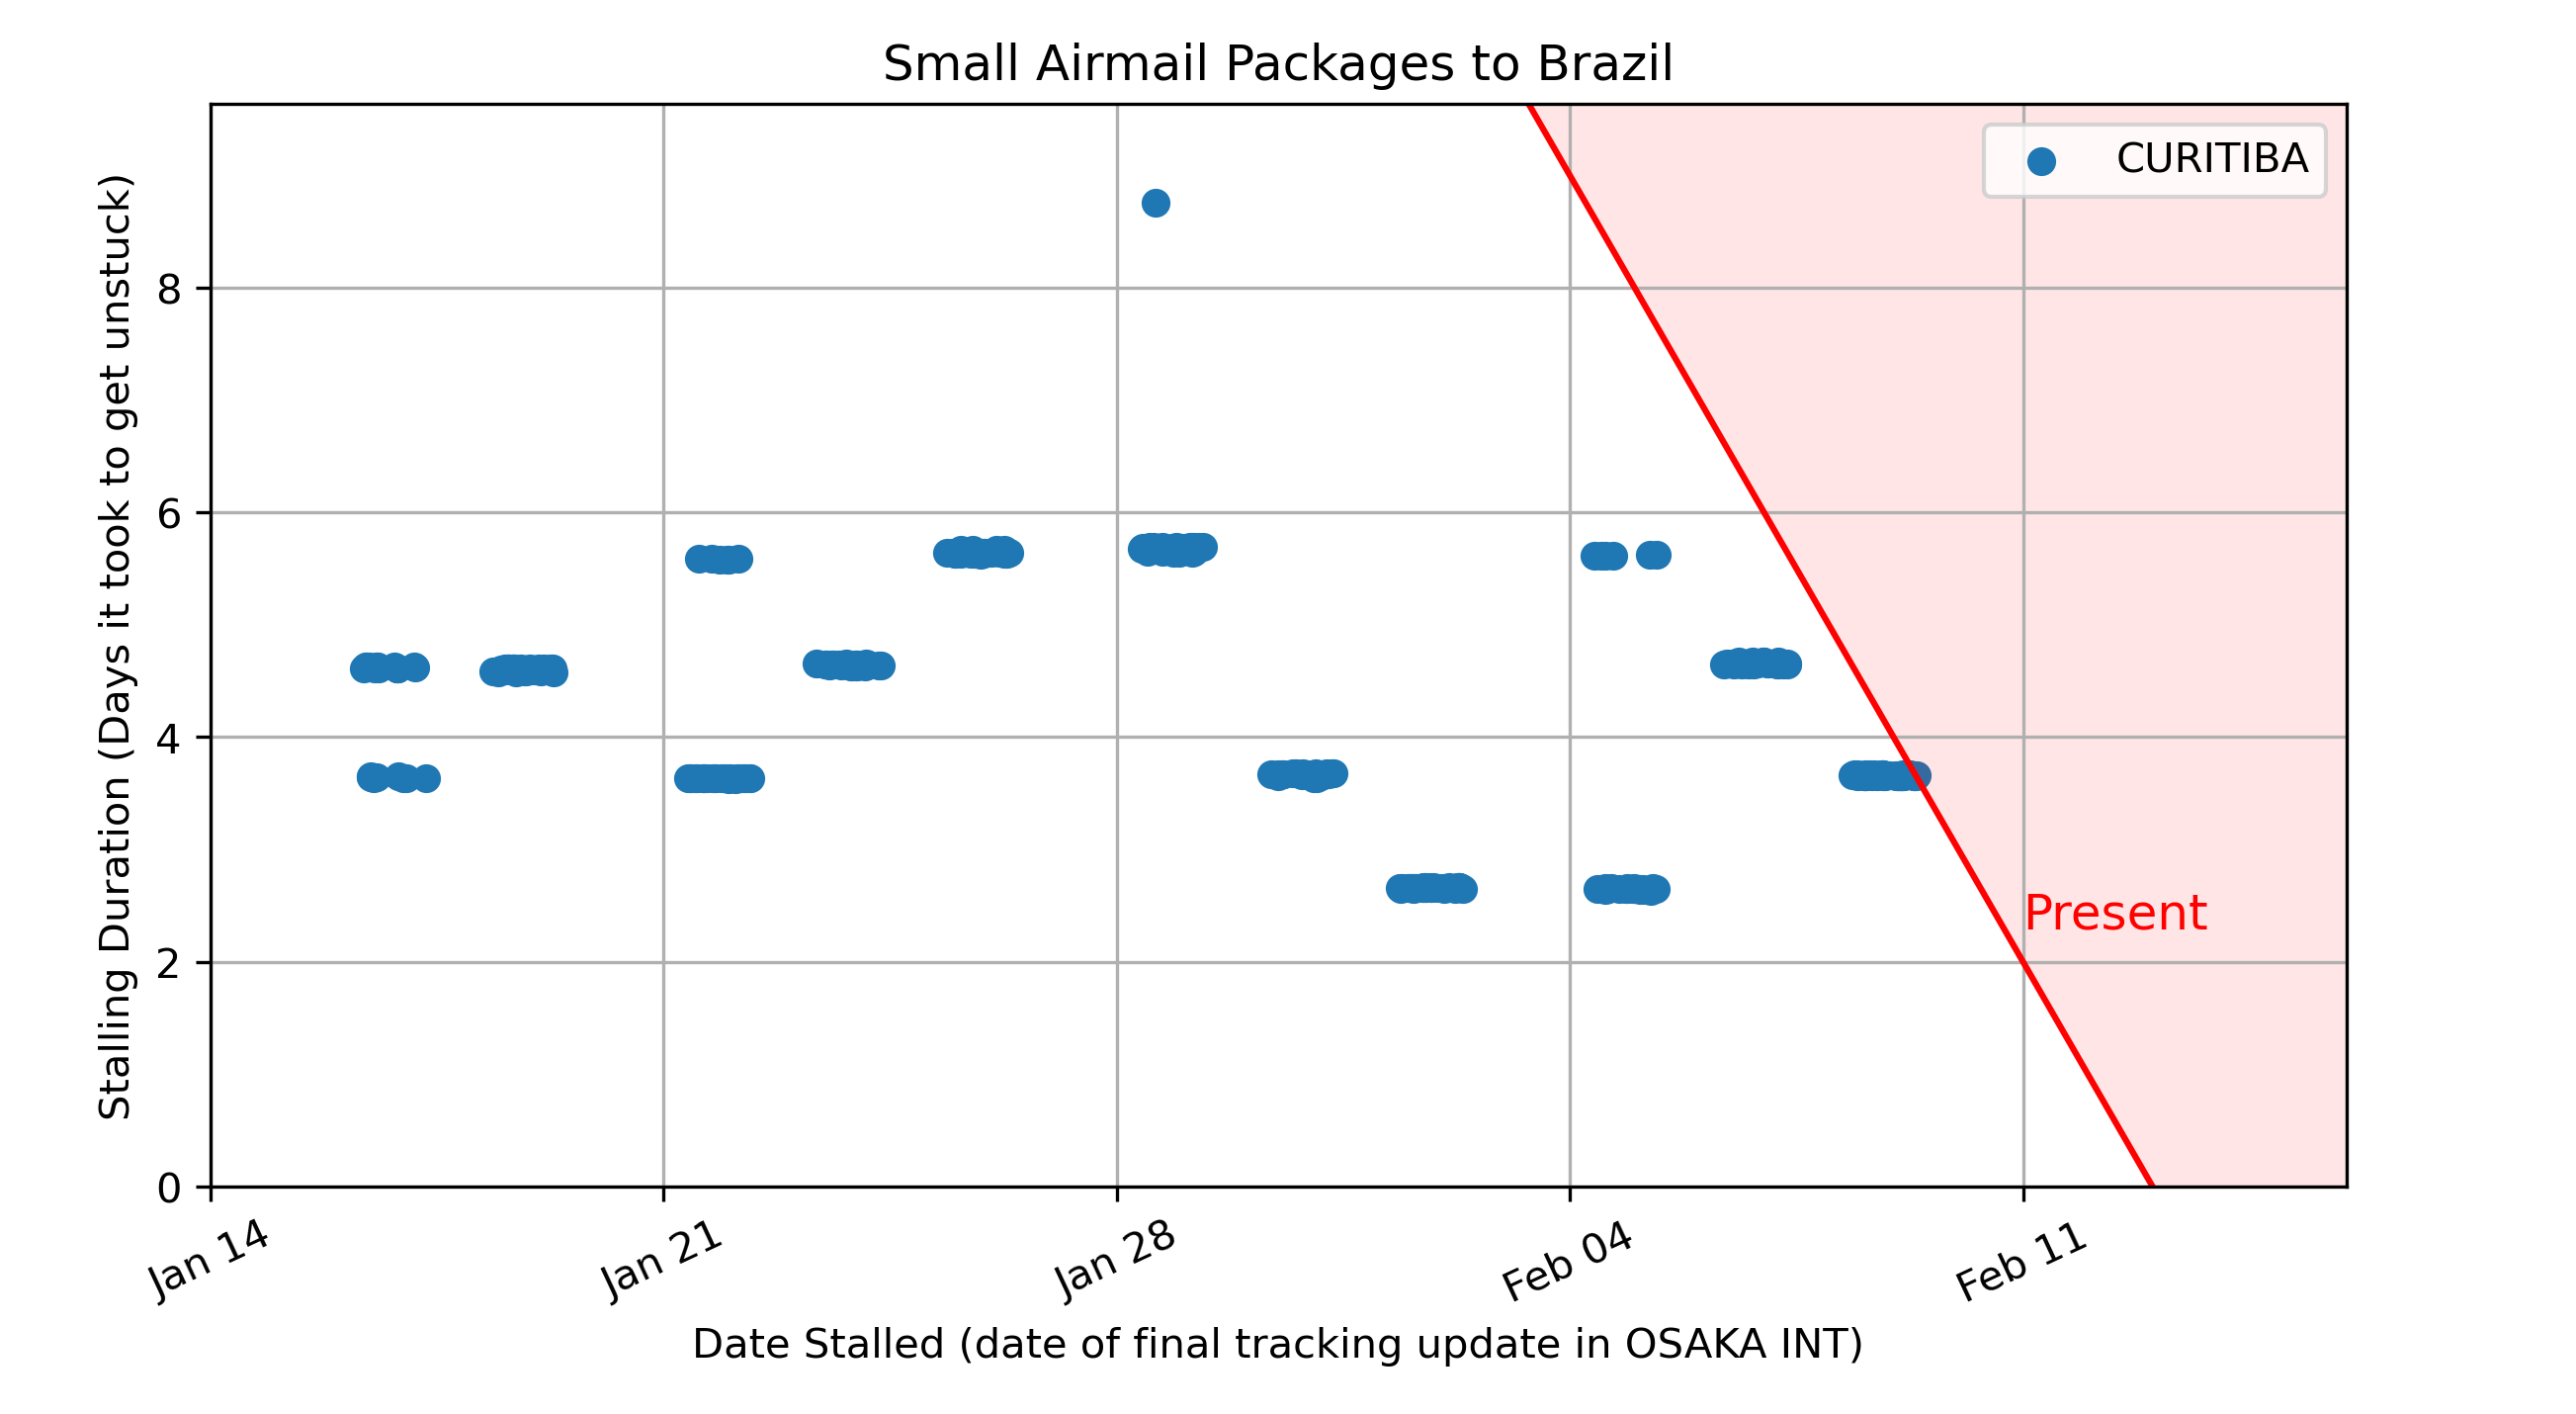 Small Airmail Packages to Brazil
CURITIBA
Stalling Duration (Days it took to get unstuck)
8
6
4
2
0
Present
Jan 14
Jan 21
Jan 28
Feb 04
Feb 11
Date Stalled (date of final tracking update in OSAKA INT)